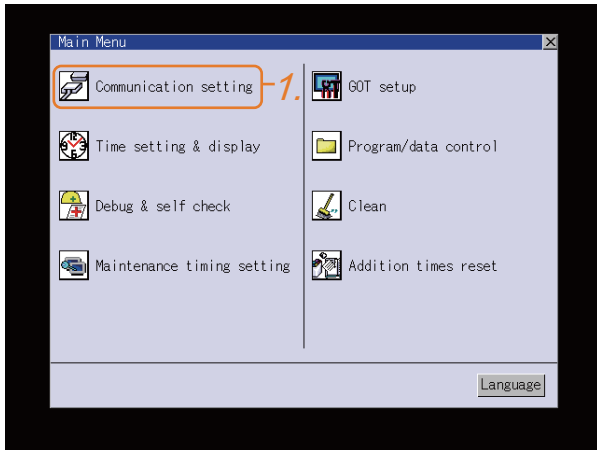 Main Menu
Communication setting
1.
GOT setup
Time setting & display
Program/data control
Debug & self check
Clean
Maintenance timing setting
Addition times reset
Language